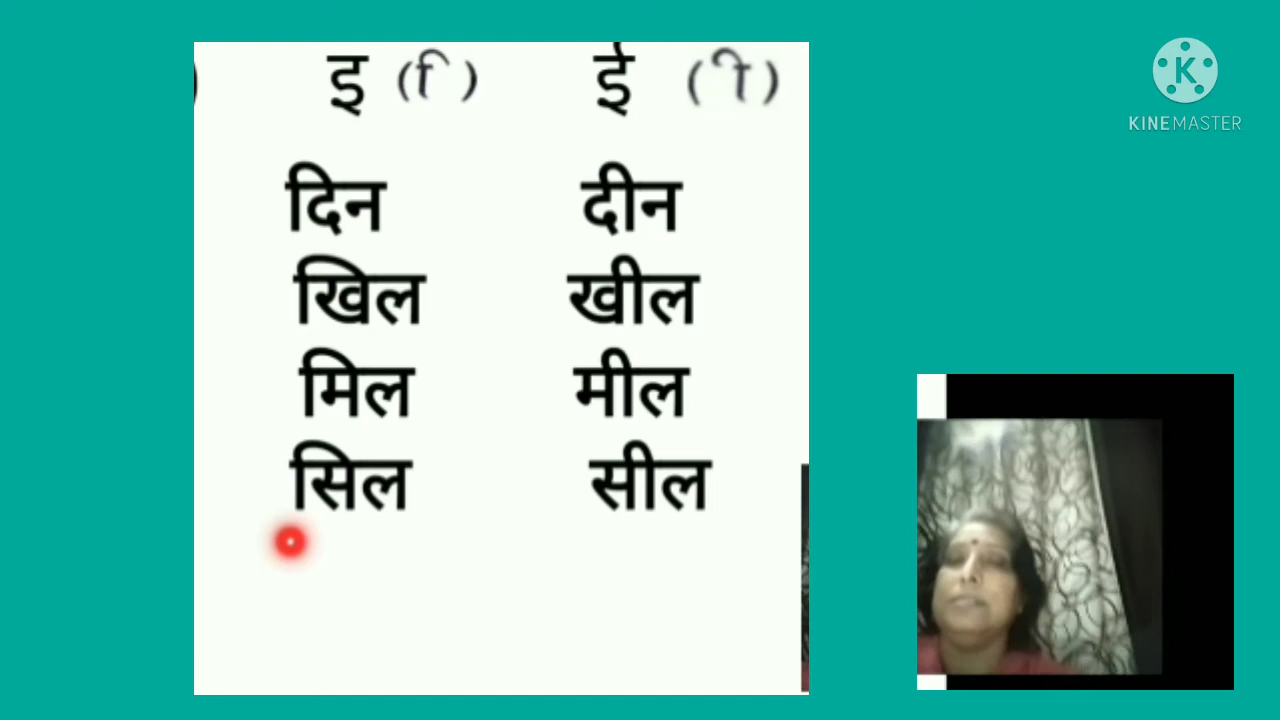 ) इ (ि) ई (ी)
दिन दीन
खिल खील
मिल मील
सिल सील
K
KINEMASTER